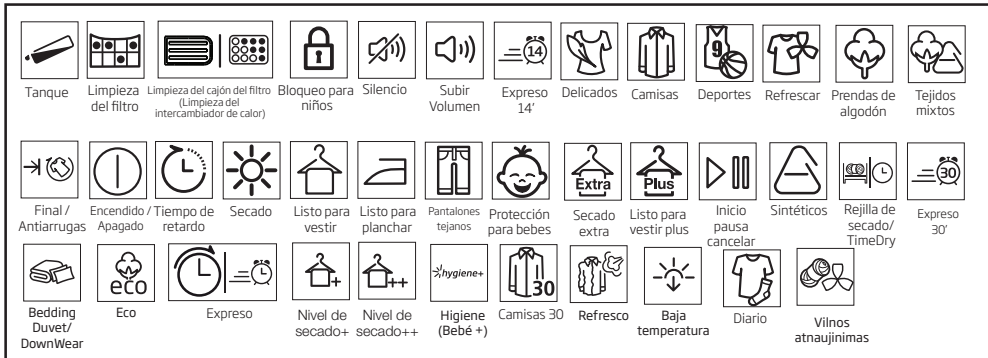 14
9
Tanque
Limpieza
del filtro
Limpieza del cajón del filtro
(Limpieza del
intercambiador de calor)
Bloqueo para
niños
Silencio
Subir
Volumen
Expreso
14'
Delicados
Camisas
Deportes
Refrescar
Prendas de
algodón
Tejidos
mixtos
Extra
Plus
30
Final /
Antiarrugas
Encendido /
Apagado
Tiempo de
retardo
Secado
Listo para
vestir
Listo para
planchar
Pantalones
tejanos
Protección
para bebes
Secado
extra
Listo para
vestir plus
Inicio
pausa
cancelar
Sintéticos
Rejilla de
secado/
TimeDry
Expreso
30'
eco
+
++
hygiene+
30
Bedding
Duvet/
DownWear
Eco
Expreso
Nivel de
secado+
Nivel de
secado++
Higiene
(Bebé +)
Camisas 30
Refresco
Baja
temperatura
Diario
Vilnos
atnaujinimas